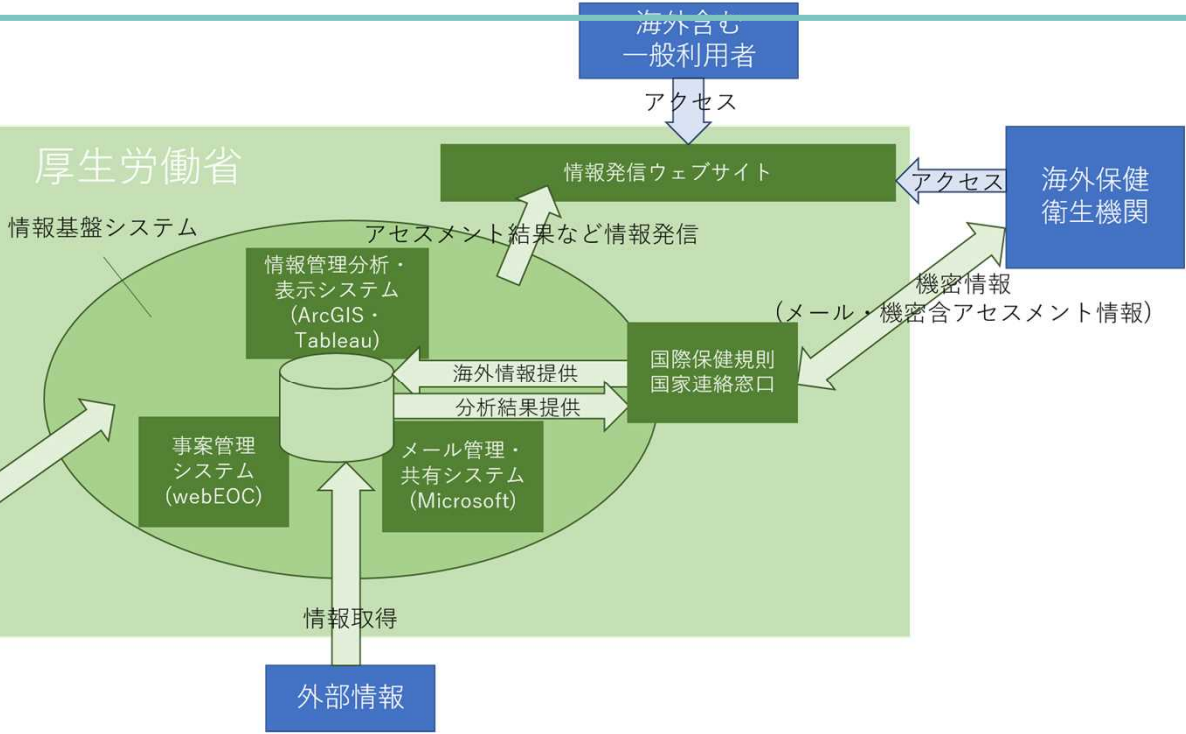 海外含む
一般利用者
アクセス
厚生労働省
情報発信ウェブサイト
アクセス
海外保健
衛生機関
情報基盤システム
アセスメント結果など情報発信
情報管理分析・
表示システム
(ArcGIS・
Tableau)
機密情報
(メール・機密含アセスメント情報)
海外情報提供
国際保健規則
国家連絡窓口
分析結果提供
事案管理
システム
(webEOC)
メール管理・
共有システム
(Microsoft)
情報取得
外部情報